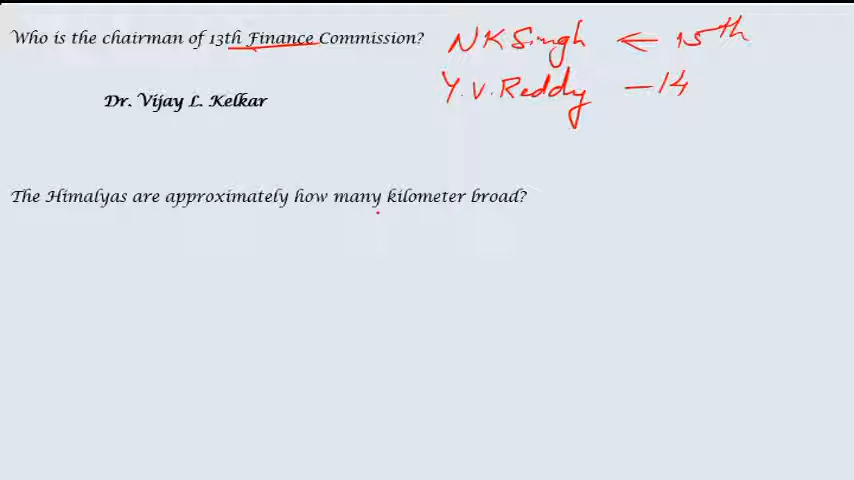 Who is the chairman of 13th Finance Commission? NK Singh ← 15th
Y.V. Reddy — 14
Dr. Vijay L. Kelkar
The Himalyas are approximately how many kilometer broad?